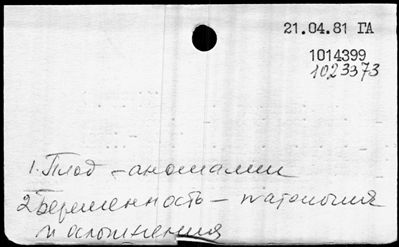 21.04.81 ГА
1014399
1023373
1. Плод - аномалии
2. Беременность - патология
и осложнения